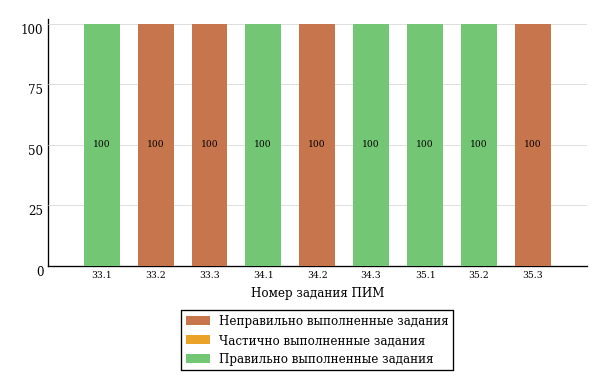 100
75
50
25
0
100 100 100 100 100 100 100 100 100
33.1 33.2 33.3 34.1 34.2 34.3 35.1 35.2 35.3
Номер задания ПИМ
Неправильно выполненные задания
Частично выполненные задания
Правильно выполненные задания